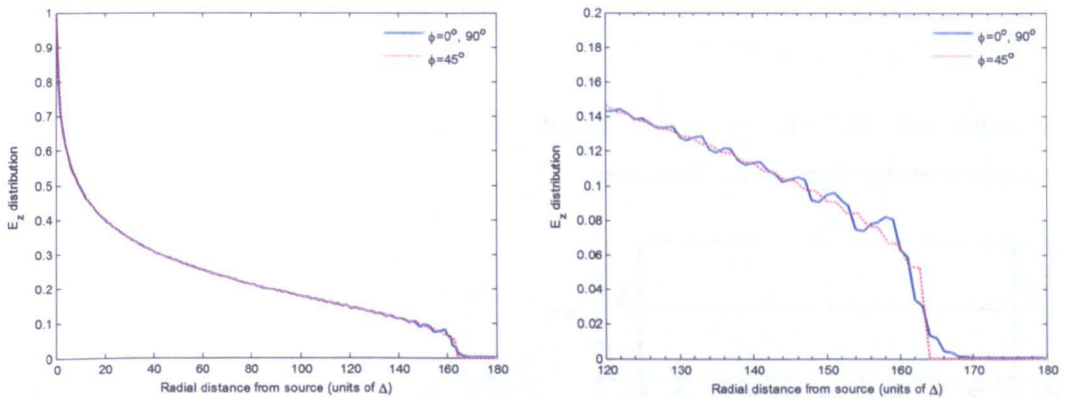 1
0.9
0.8
0.7
0.6
0.5
0.4
0.3
0.2
0.1
0
0 20 40 60 80 100 120 140 160 180
E_z distribution
Radial distance from source (units of Δ)
ϕ=0°, 90°
ϕ=45°
0.2
0.18
0.16
0.14
0.12
0.1
0.08
0.06
0.04
0.02
0
120 130 140 150 160 170 180
E_z distribution
Radial distance from source (units of Δ)
ϕ=0°, 90°
ϕ=45°